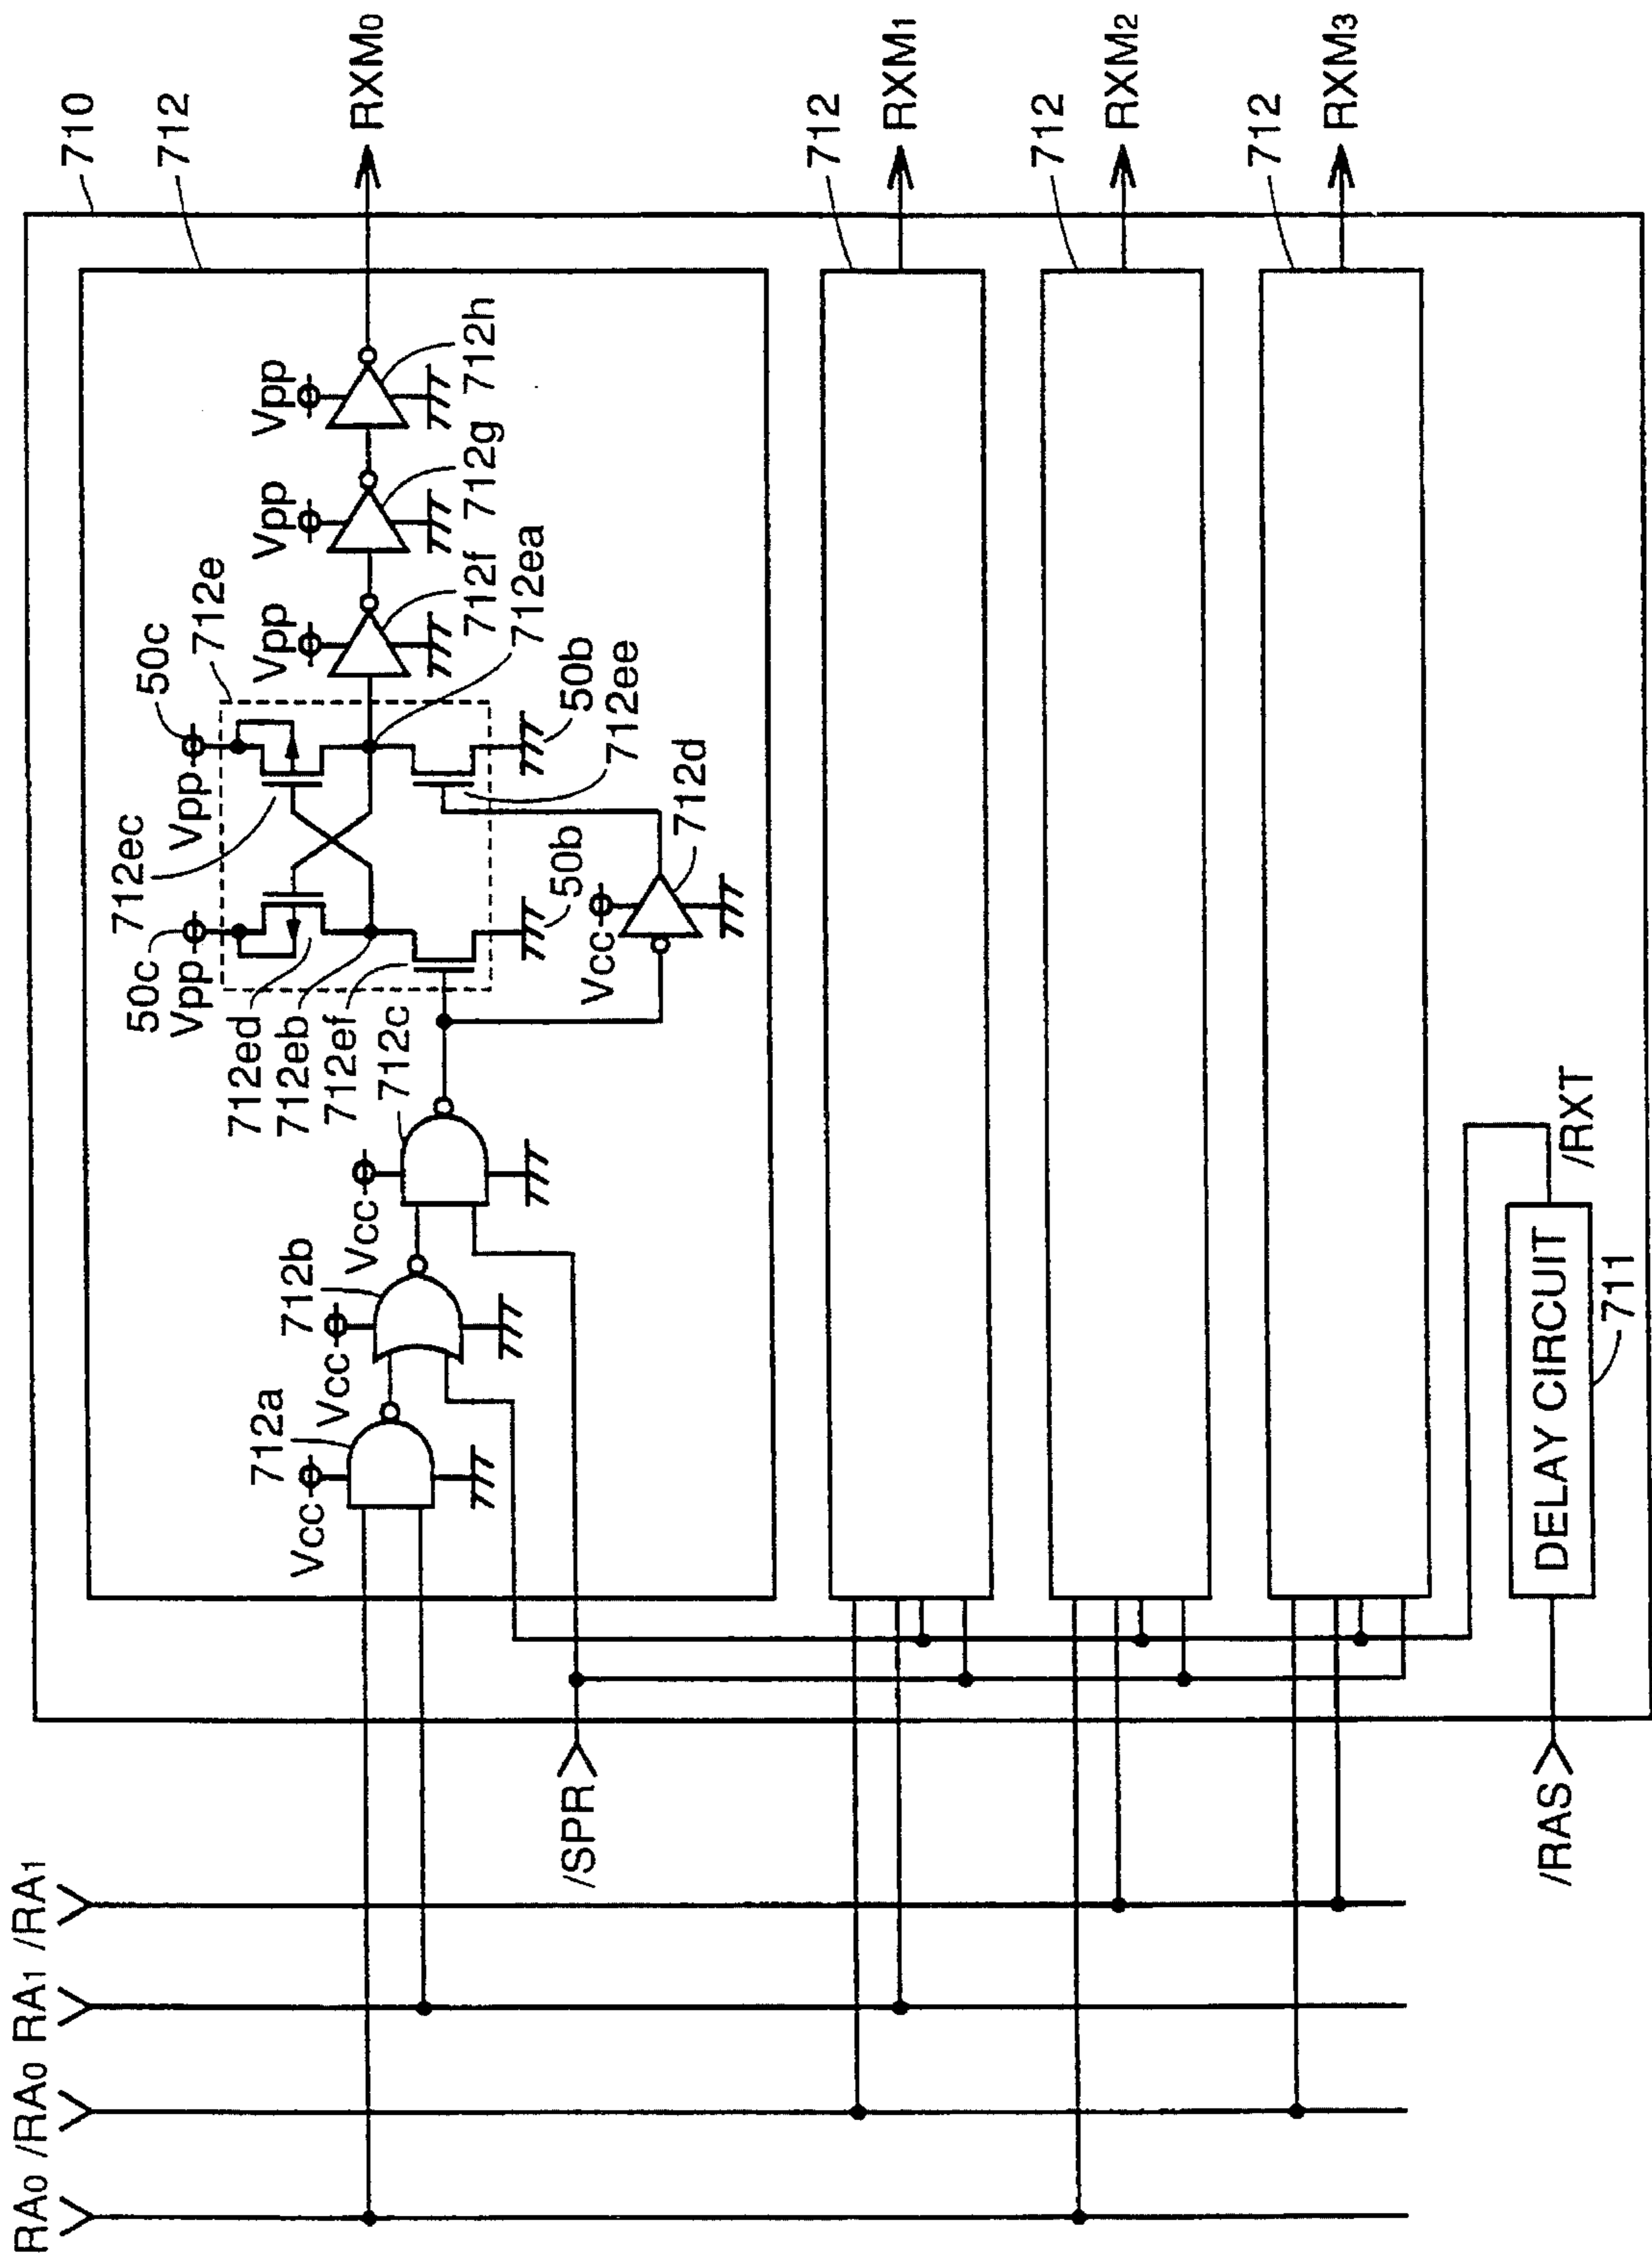 RA0 /RA0 RA1 /RA1
710
712
RXM0
Vcc
712a
Vcc
712b
Vcc
712c
712ef
712eb
712ed
Vpp
50c
712ec
Vpp
50c
712e
Vpp
Vpp
Vpp
712f
712g
712h
712ea
50b
712ee
50b
712d
Vcc
/SPR
712
RXM1
712
RXM2
712
RXM3
/RAS
DELAY CIRCUIT
711
/RXT